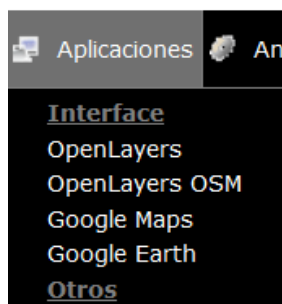 Aplicaciones An
Interface
OpenLayers
OpenLayers OSM
Google Maps
Google Earth
Otros